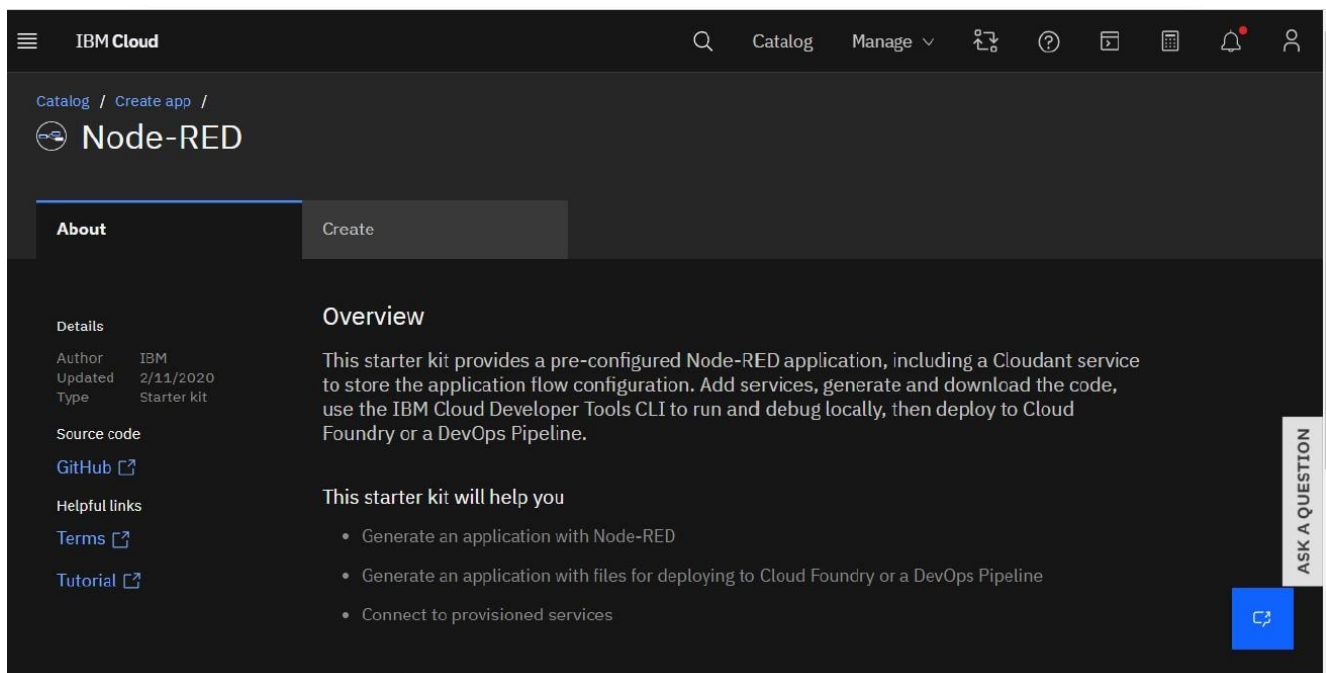 IBM Cloud
Catalog
Manage
Catalog / Create app /
Node-RED
About
Create
Details
Author IBM
Updated 2/11/2020
Type Starter kit
Source code
GitHub
Helpful links
Terms
Tutorial
Overview
This starter kit provides a pre-configured Node-RED application, including a Cloudant service
to store the application flow configuration. Add services, generate and download the code,
use the IBM Cloud Developer Tools CLI to run and debug locally, then deploy to Cloud
Foundry or a DevOps Pipeline.
This starter kit will help you
• Generate an application with Node-RED
• Generate an application with files for deploying to Cloud Foundry or a DevOps Pipeline
• Connect to provisioned services
ASK A QUESTION